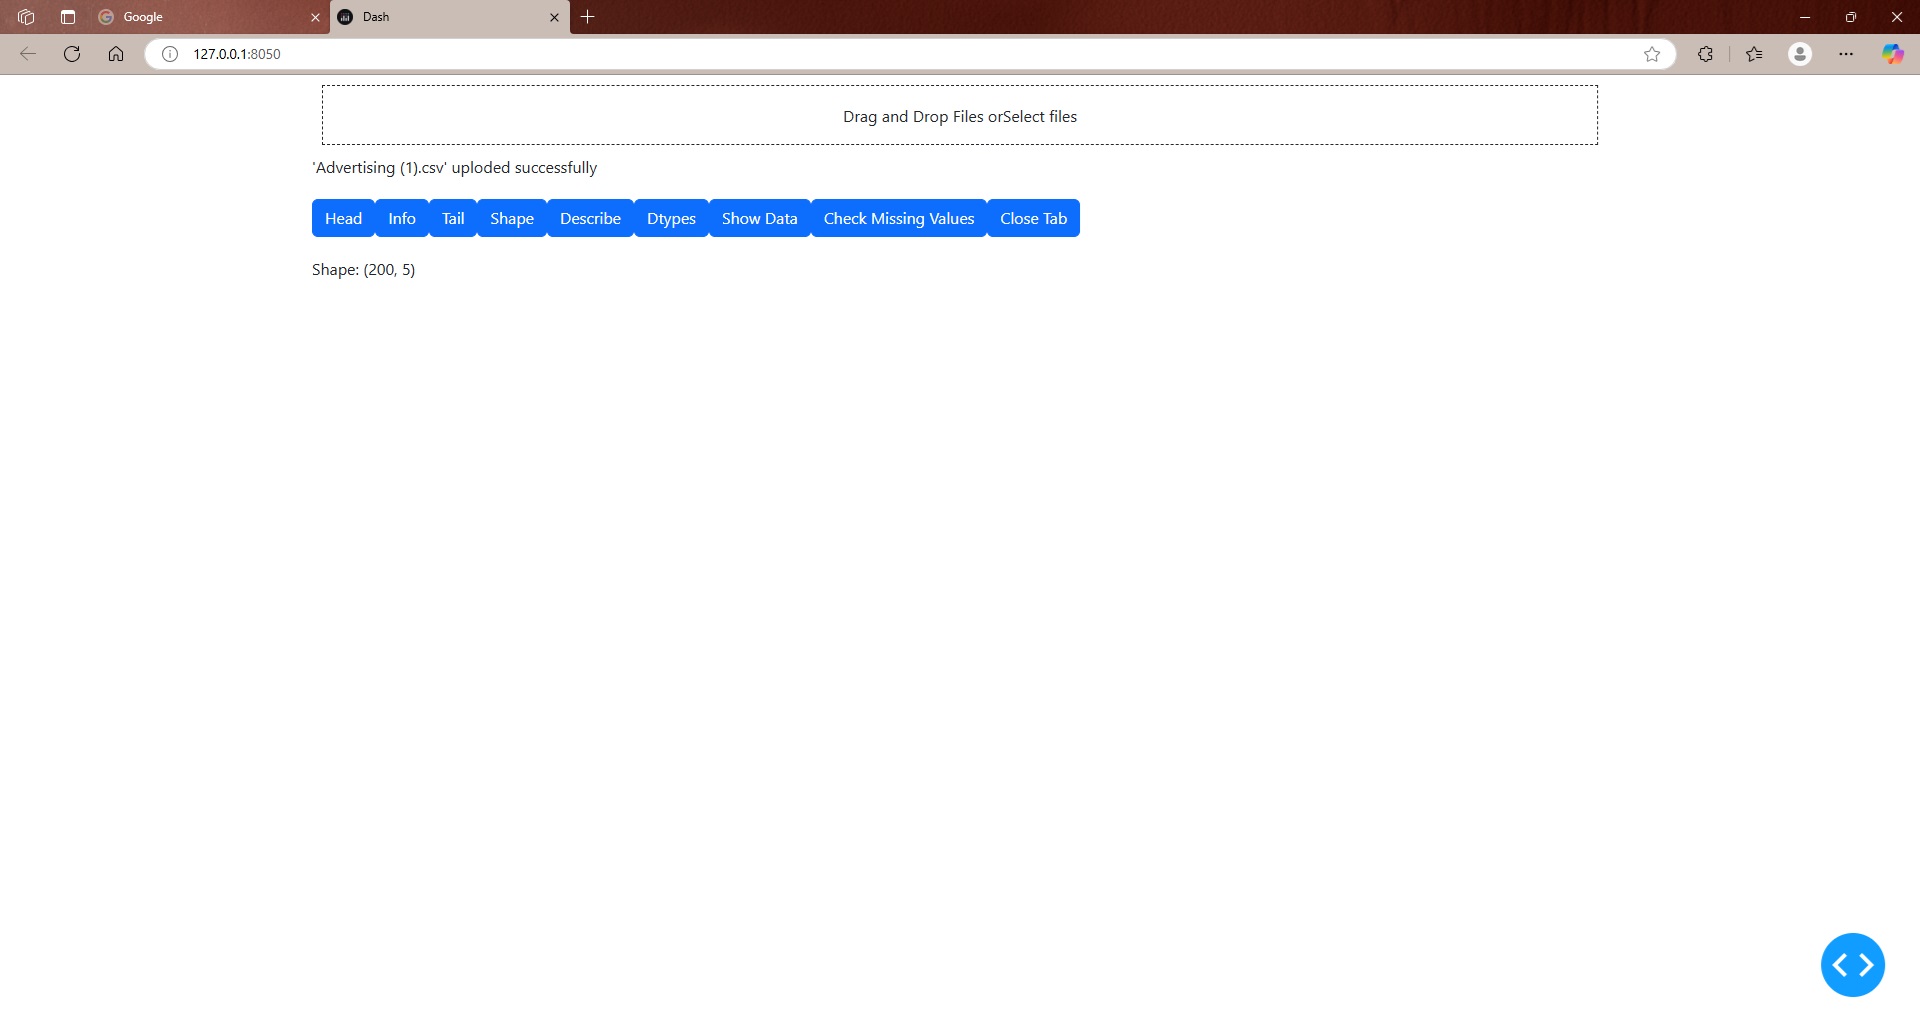 Google
Dash
127.0.0.1:8050
Drag and Drop Files orSelect files
'Advertising (1).csv' uploded successfully
Head Info Tail Shape Describe Dtypes Show Data Check Missing Values Close Tab
Shape: (200, 5)